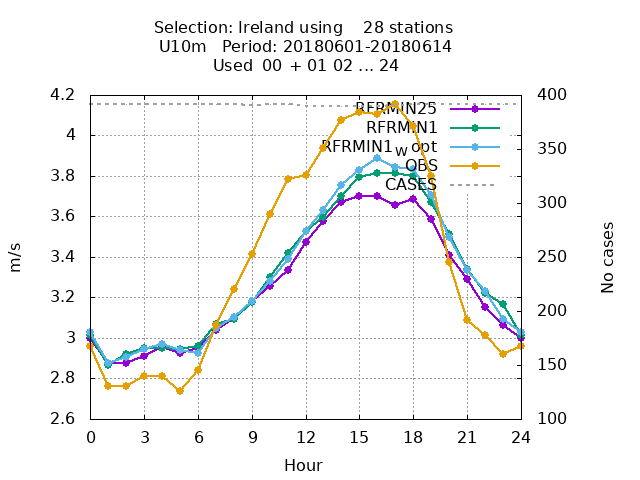 Selection: Ireland using 28 stations
U10m Period: 20180601-20180614
Used 00 + 01 02 ... 24
4.2
4
3.8
3.6
3.4
3.2
3
2.8
2.6
m/s
400
350
300
250
200
150
100
No cases
RFRMIN25
RFRMIN1
RFRMIN1wopt
OBS
CASES
0 3 6 9 12 15 18 21 24
Hour